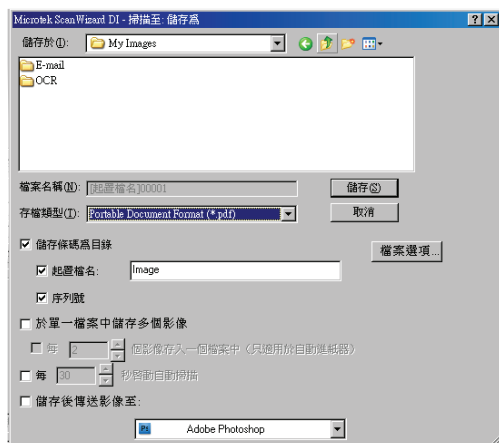 Microtek ScanWizard DI - 掃描至: 儲存為
儲存於(I): My Images
E-mail
OCR
檔案名稱(N): [起置檔名]00001 儲存(S)
存檔類型(T): Portable Document Format (*.pdf) 取消
儲存條碼為目錄 檔案選項...
起置檔名: Image
序列號
於單一檔案中儲存多個影像
每 2 個影像存入一個檔案中（只適用於自動進紙器）
每 30 秒啓動自動掃描
儲存後傳送影像至:
Ps Adobe Photoshop